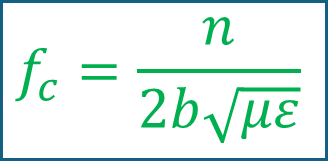 f_c = n / (2b√(με))